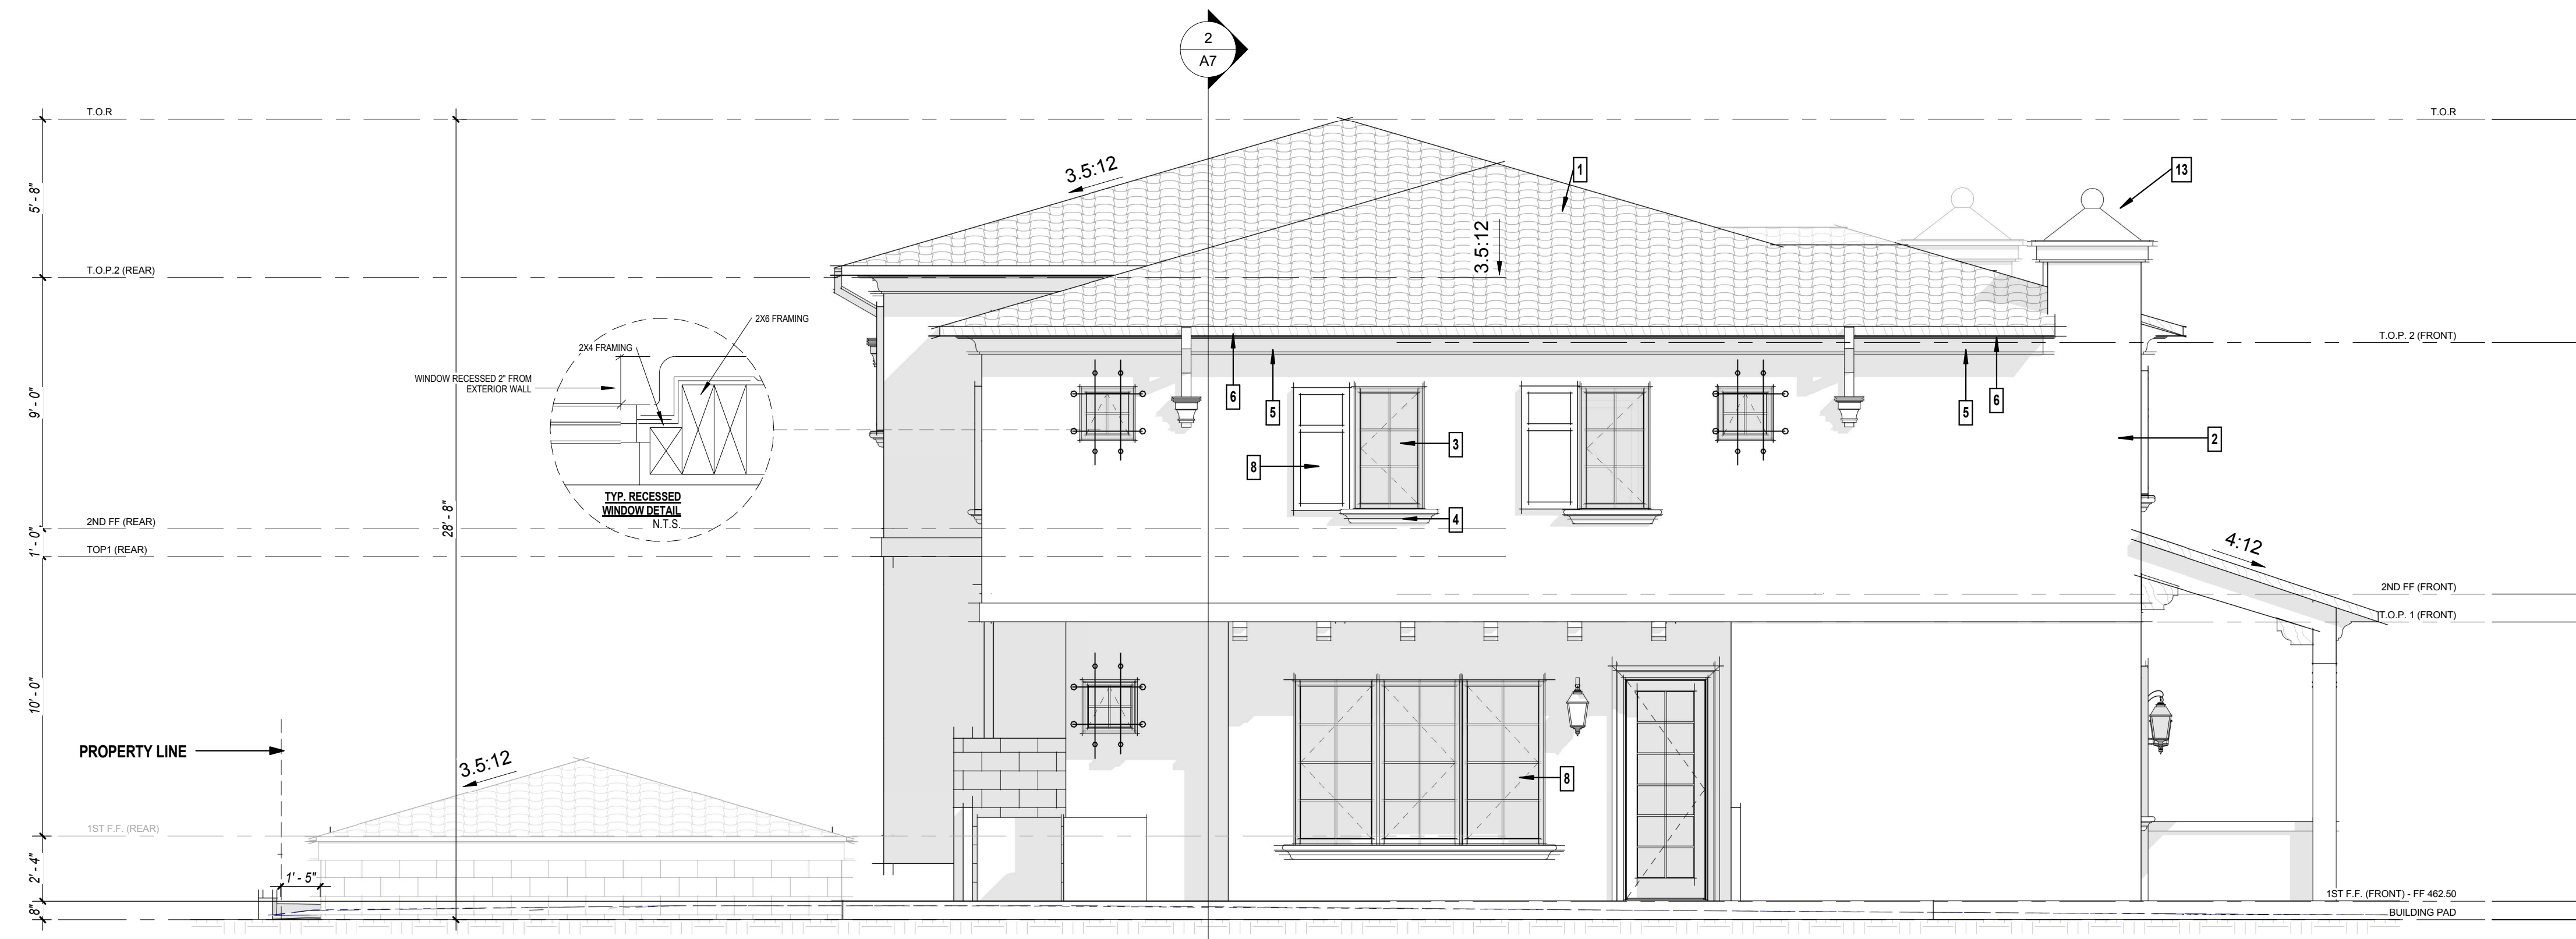 2
A7
T.O.R
T.O.R
5' - 8"
3.5:12
1
13
3.5:12
T.O.P.2 (REAR)
2X6 FRAMING
2X4 FRAMING
T.O.P. 2 (FRONT)
WINDOW RECESSED 2" FROM
EXTERIOR WALL
9' - 0"
6
5
5
6
3
2
8
TYP. RECESSED
WINDOW DETAIL
N.T.S.
4
28' - 8"
2ND FF (REAR)
1' - 0"
TOP1 (REAR)
4:12
2ND FF (FRONT)
T.O.P. 1 (FRONT)
10' - 0"
PROPERTY LINE
3.5:12
8
1ST F.F. (REAR)
2' - 4"
1' - 5"
8"
1ST F.F. (FRONT) - FF 462.50
BUILDING PAD